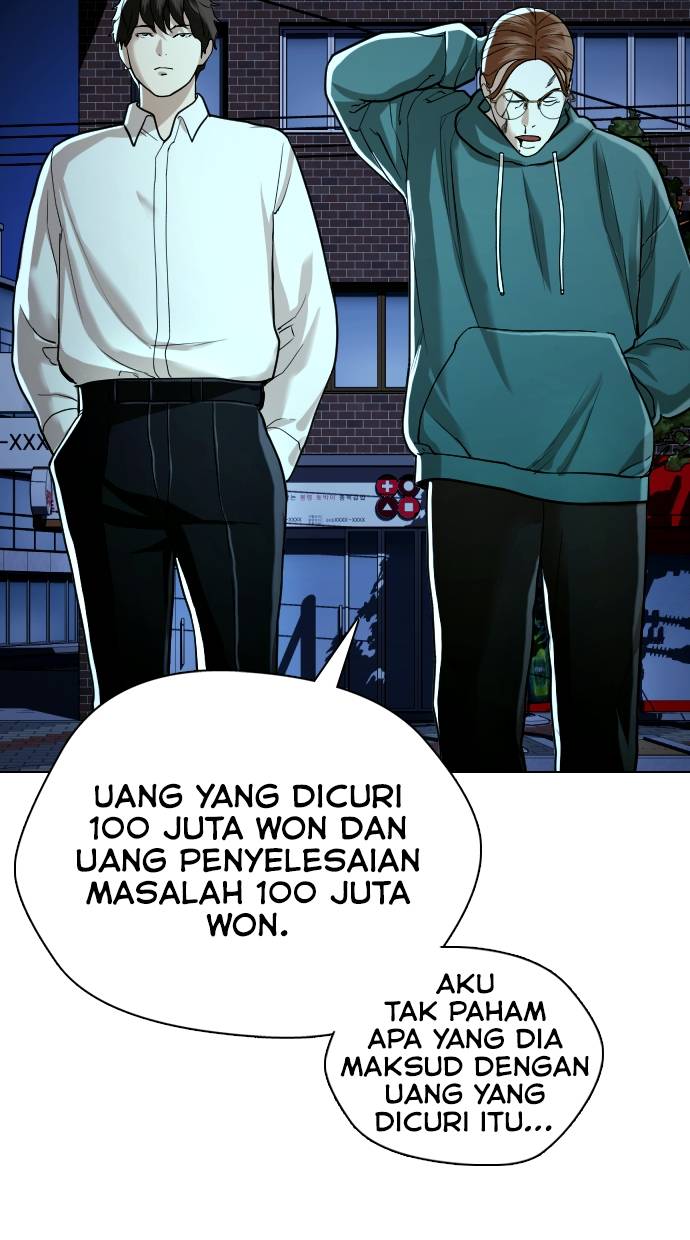 -XXX
UANG YANG DICURI
100 JUTA WON DAN
UANG PENYELESAIAN
MASALAH 100 JUTA
WON.
AKU
TAK PAHAM
APA YANG DIA
MAKSUD DENGAN
UANG YANG
DICURI ITU...